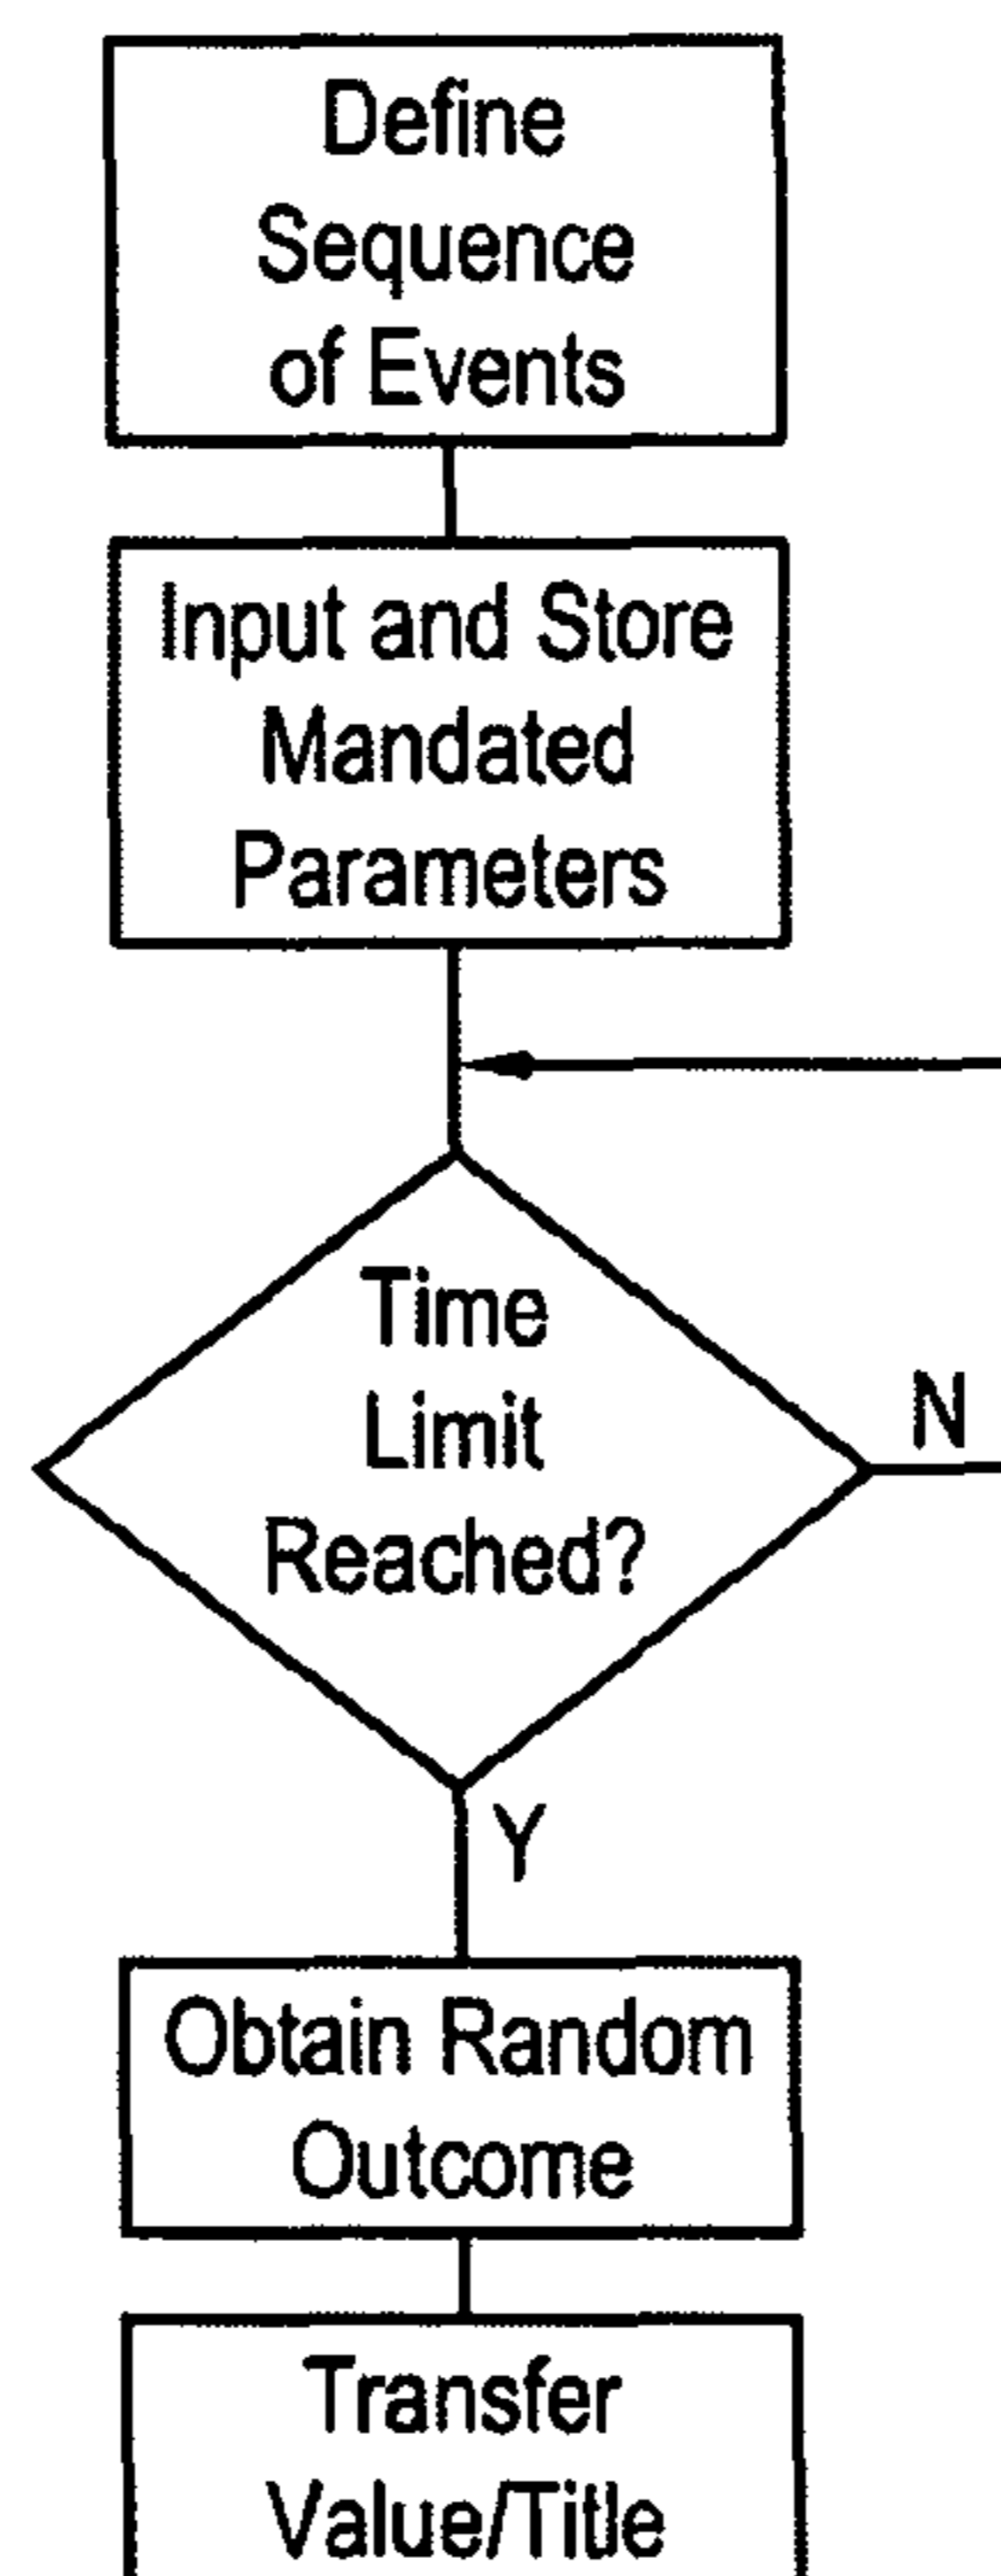 Define
Sequence
of Events
Input and Store
Mandated
Parameters
Time
Limit
Reached?
N
Y
Obtain Random
Outcome
Transfer
Value/Title